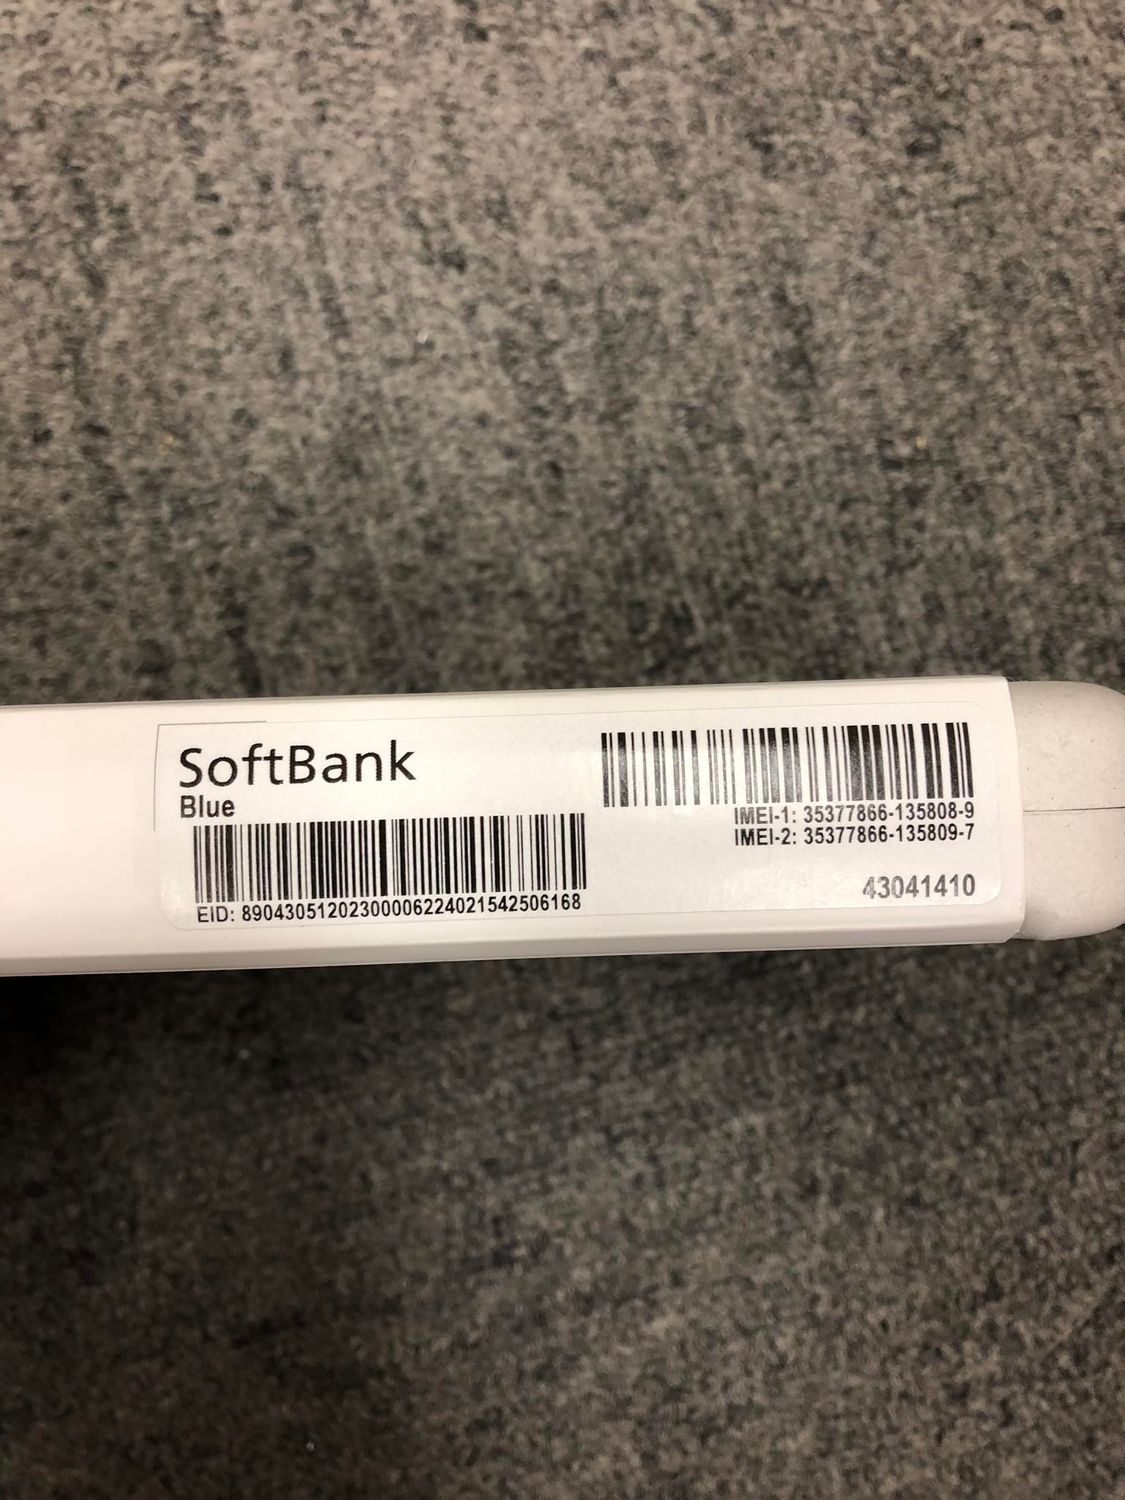 SoftBank
Blue
EID: 89043051202300006224021542506168
IMEI-1: 35377866-135808-9
IMEI-2: 35377866-135809-7
43041410